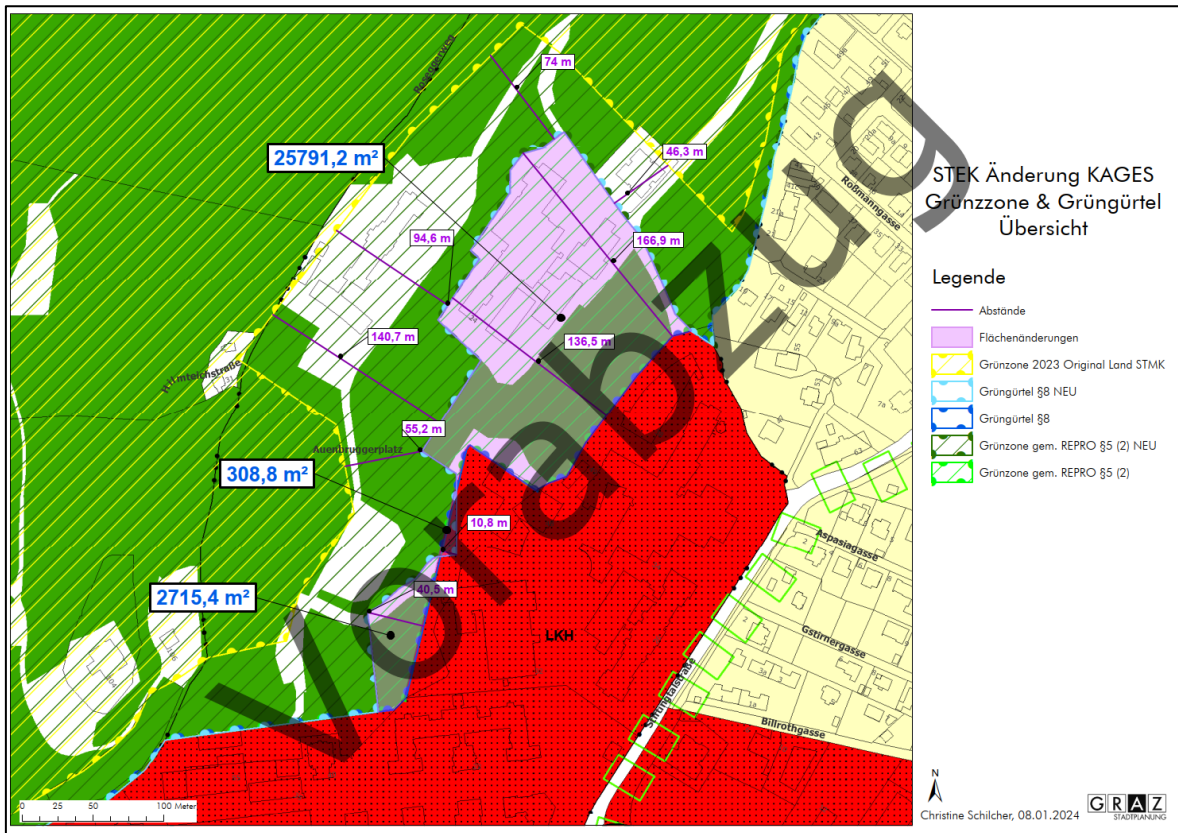 Roseggerweg
74 m
25791,2 m²
46,3 m
Roßmanngasse
94,6 m
166,9 m
140,7 m
136,5 m
Auenbruggerplatz
55,2 m
308,8 m²
10,8 m
2715,4 m²
40,5 m
LKH
Aspasiagasse
Gstirnergasse
Stiftingtalstraße
Billrothgasse
Vorabzug
0 25 50 100 Meter
STEK Änderung KAGES
Grünzzone & Grüngürtel
Übersicht
Legende
Abstände
Flächenänderungen
Grünzone 2023 Original Land STMK
Grüngürtel §8 NEU
Grüngürtel §8
Grünzone gem. REPRO §5 (2) NEU
Grünzone gem. REPRO §5 (2)
N
Christine Schilcher, 08.01.2024
GRAZ
STADTPLANUNG